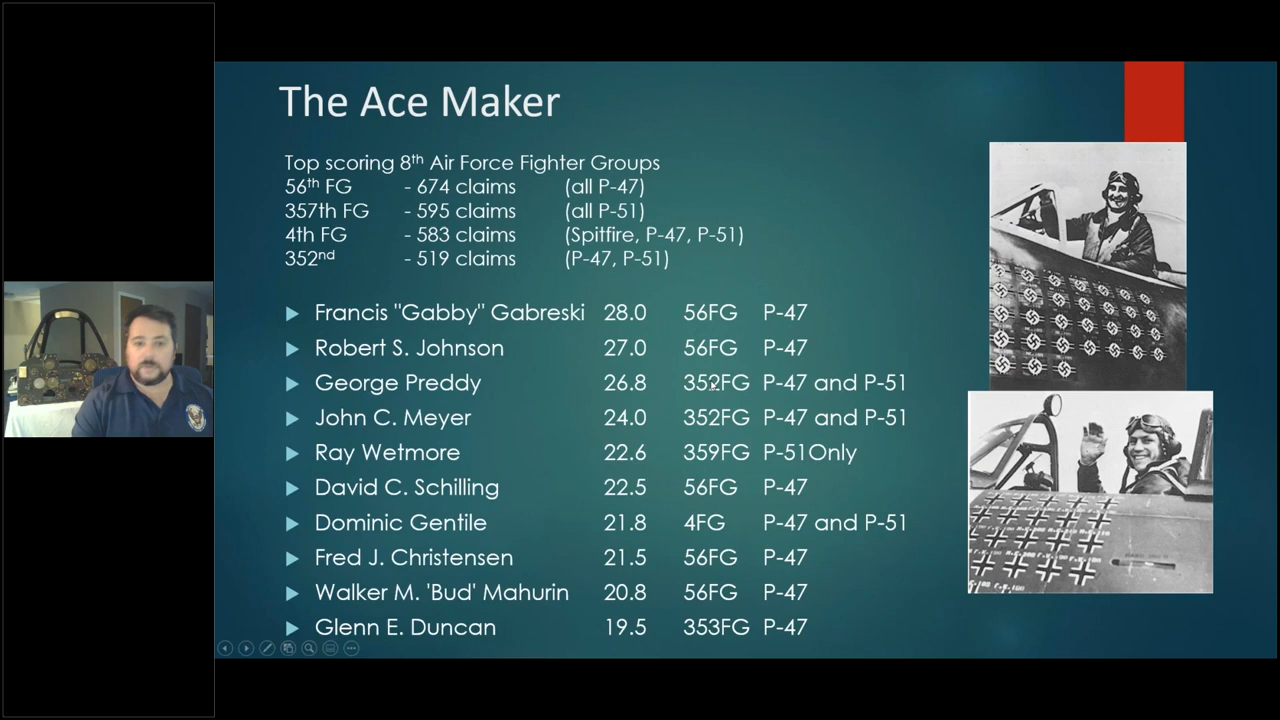 The Ace Maker
Top scoring 8th Air Force Fighter Groups
56th FG - 674 claims (all P-47)
357th FG - 595 claims (all P-51)
4th FG - 583 claims (Spitfire, P-47, P-51)
352nd - 519 claims (P-47, P-51)
Francis "Gabby" Gabreski 28.0 56FG P-47
Robert S. Johnson 27.0 56FG P-47
George Preddy 26.8 352FG P-47 and P-51
John C. Meyer 24.0 352FG P-47 and P-51
Ray Wetmore 22.6 359FG P-51Only
David C. Schilling 22.5 56FG P-47
Dominic Gentile 21.8 4FG P-47 and P-51
Fred J. Christensen 21.5 56FG P-47
Walker M. 'Bud' Mahurin 20.8 56FG P-47
Glenn E. Duncan 19.5 353FG P-47